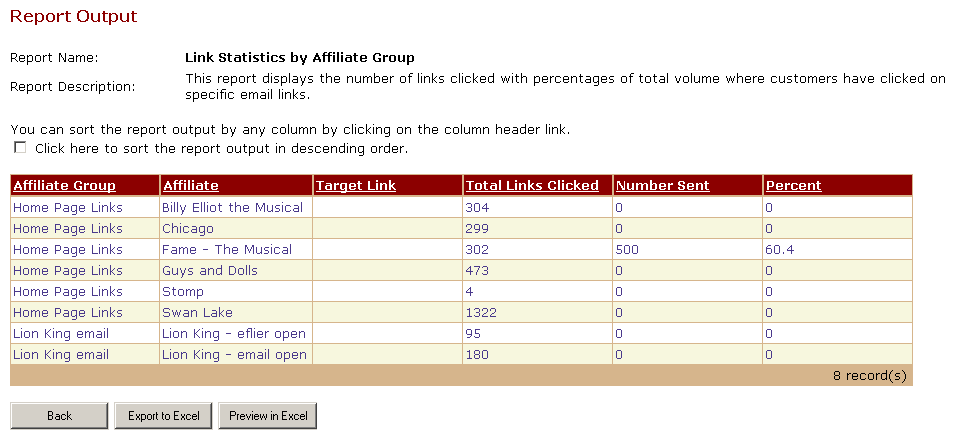 Report Output
Report Name: Link Statistics by Affiliate Group
Report Description: This report displays the number of links clicked with percentages of total volume where customers have clicked on
specific email links.
You can sort the report output by any column by clicking on the column header link.
Click here to sort the report output in descending order.
Affiliate Group Affiliate Target Link Total Links Clicked Number Sent Percent
Home Page Links Billy Elliot the Musical 304 0 0
Home Page Links Chicago 299 0 0
Home Page Links Fame - The Musical 302 500 60.4
Home Page Links Guys and Dolls 473 0 0
Home Page Links Stomp 4 0 0
Home Page Links Swan Lake 1322 0 0
Lion King email Lion King - eflier open 95 0 0
Lion King email Lion King - email open 180 0 0
8 record(s)
Back Export to Excel Preview in Excel